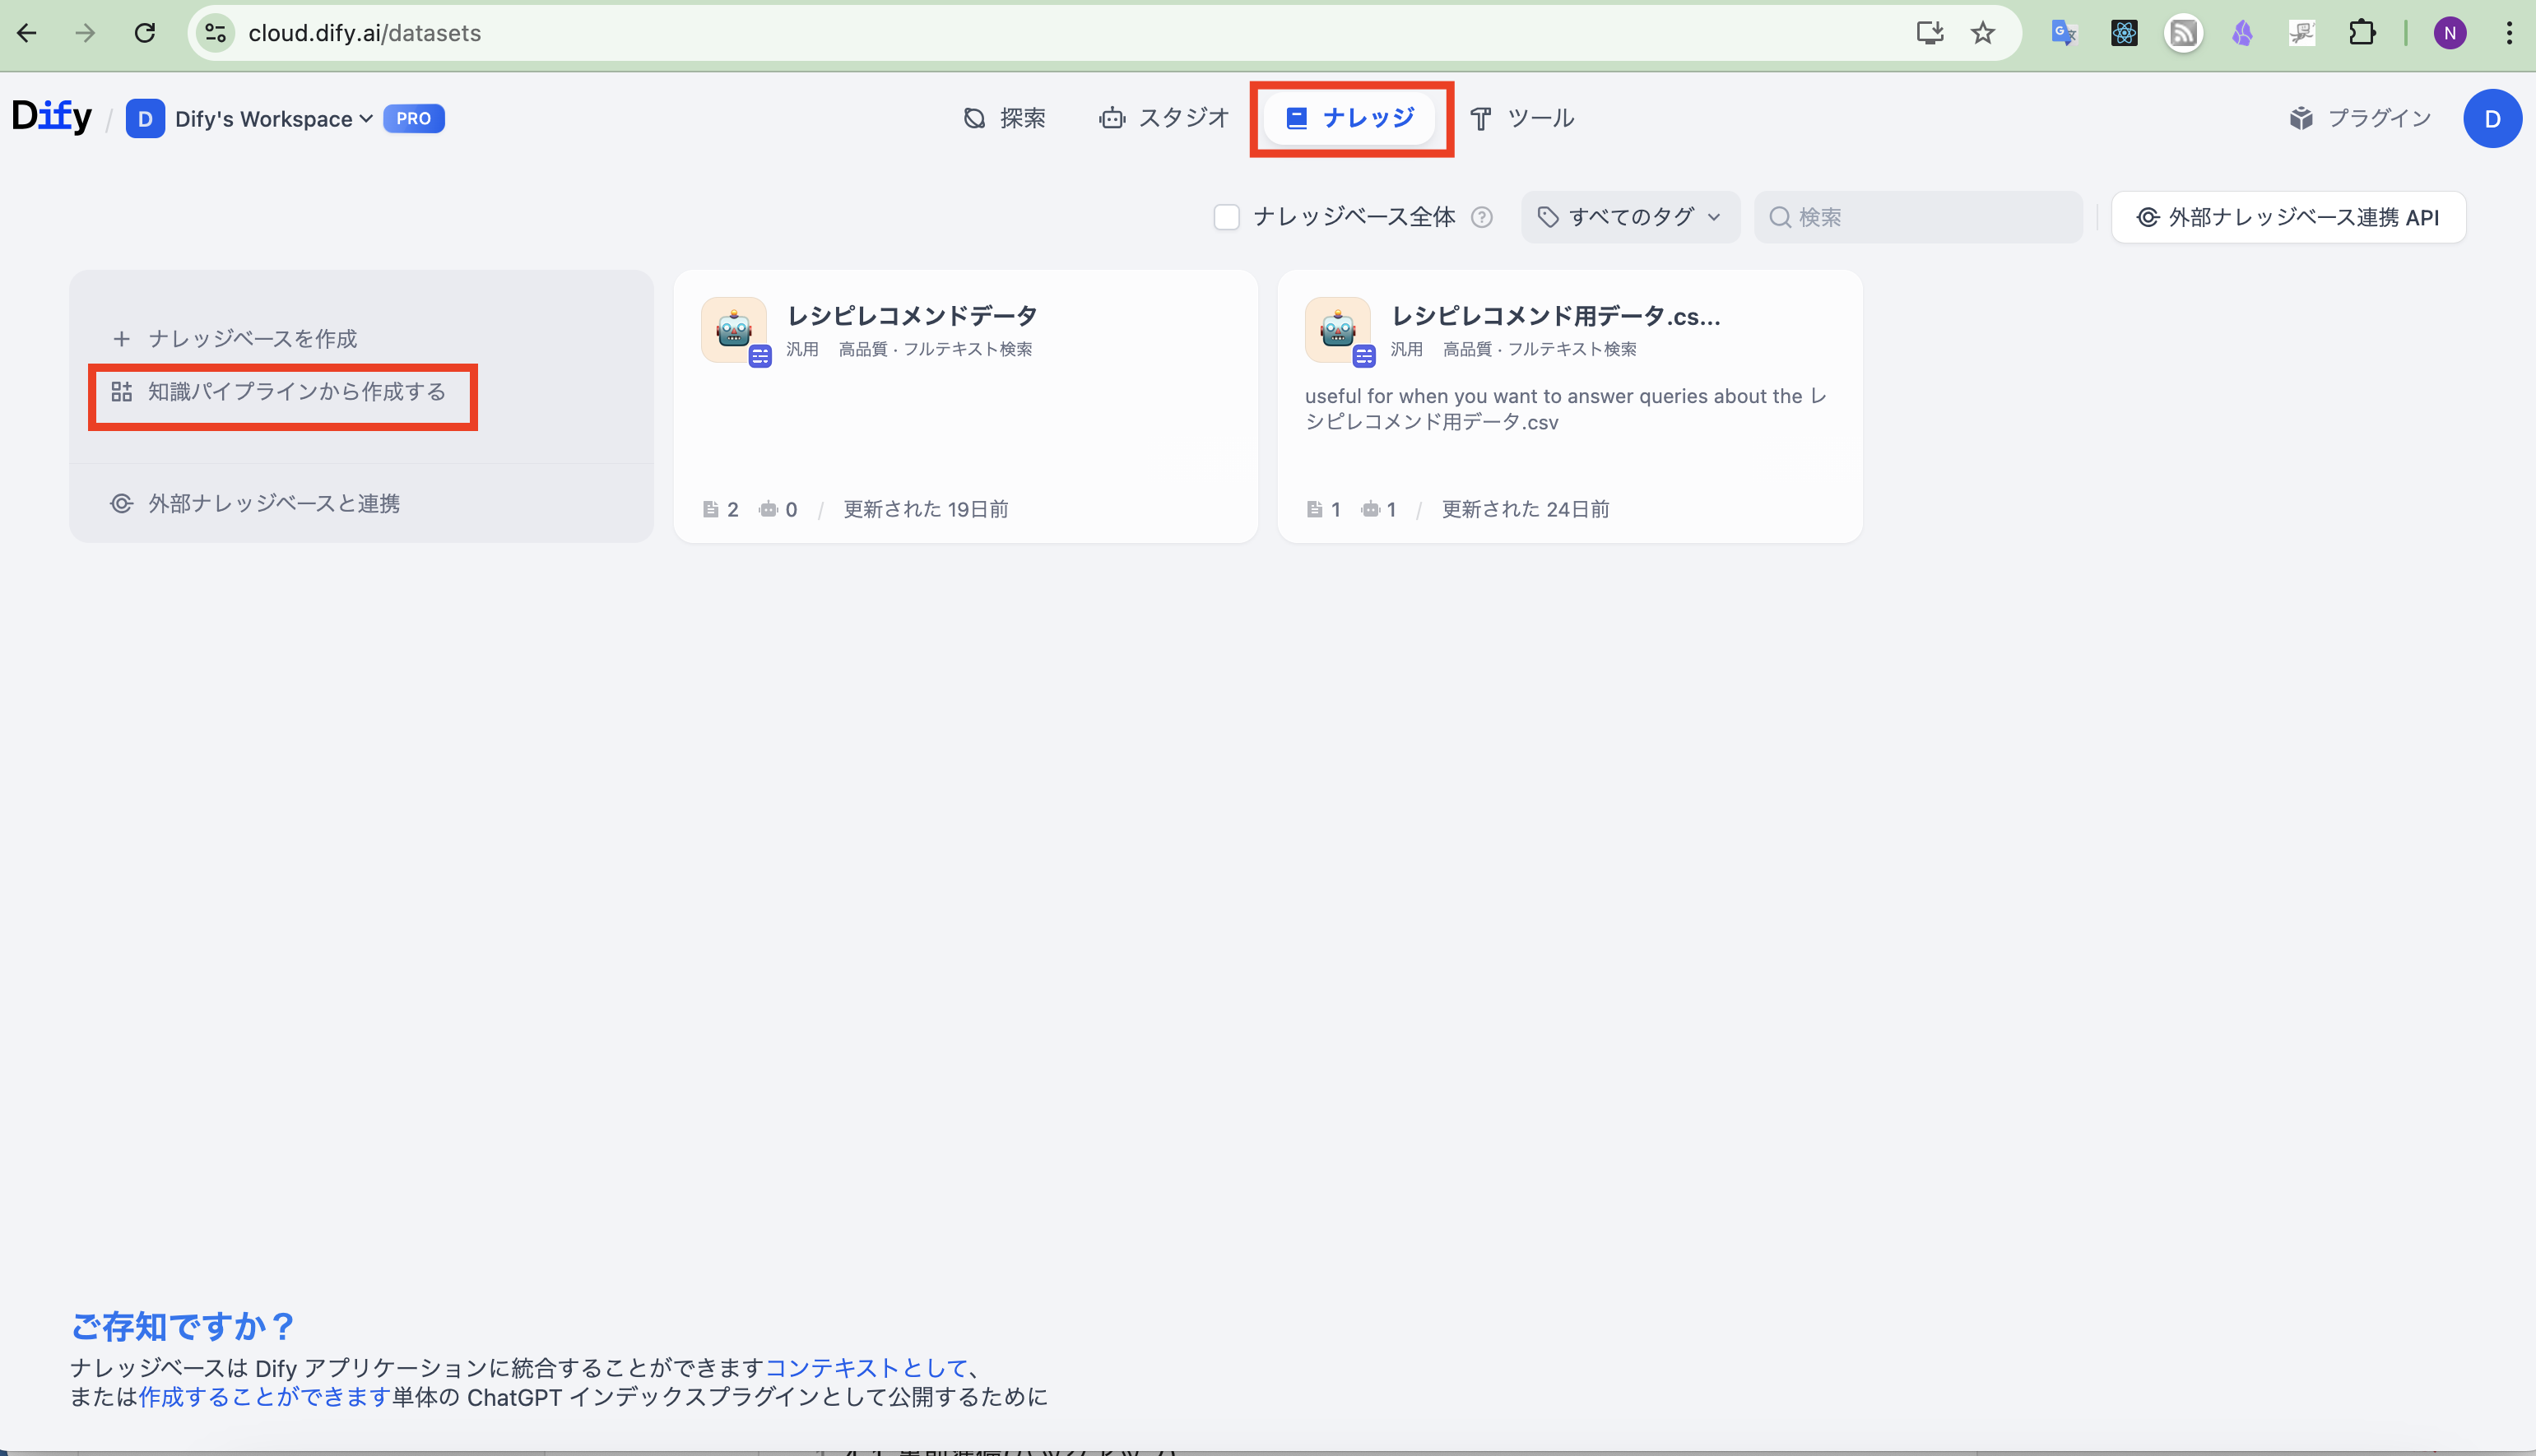 cloud.dify.ai/datasets
N
Dify / D Dify's Workspace PRO
探索 スタジオ ナレッジ ツール
プラグイン D
ナレッジベース全体 すべてのタグ 検索 外部ナレッジベース連携 API
ナレッジベースを作成
知識パイプラインから作成する
外部ナレッジベースと連携
レシピレコメンドデータ
汎用 高品質・フルテキスト検索
2 0 / 更新された 19日前
レシピレコメンド用データ.cs...
汎用 高品質・フルテキスト検索
useful for when you want to answer queries about the レ
シピレコメンド用データ.csv
1 1 / 更新された 24日前
ご存知ですか？
ナレッジベースは Dify アプリケーションに統合することができますコンテキストとして、
または作成することができます単体の ChatGPT インデックスプラグインとして公開するために